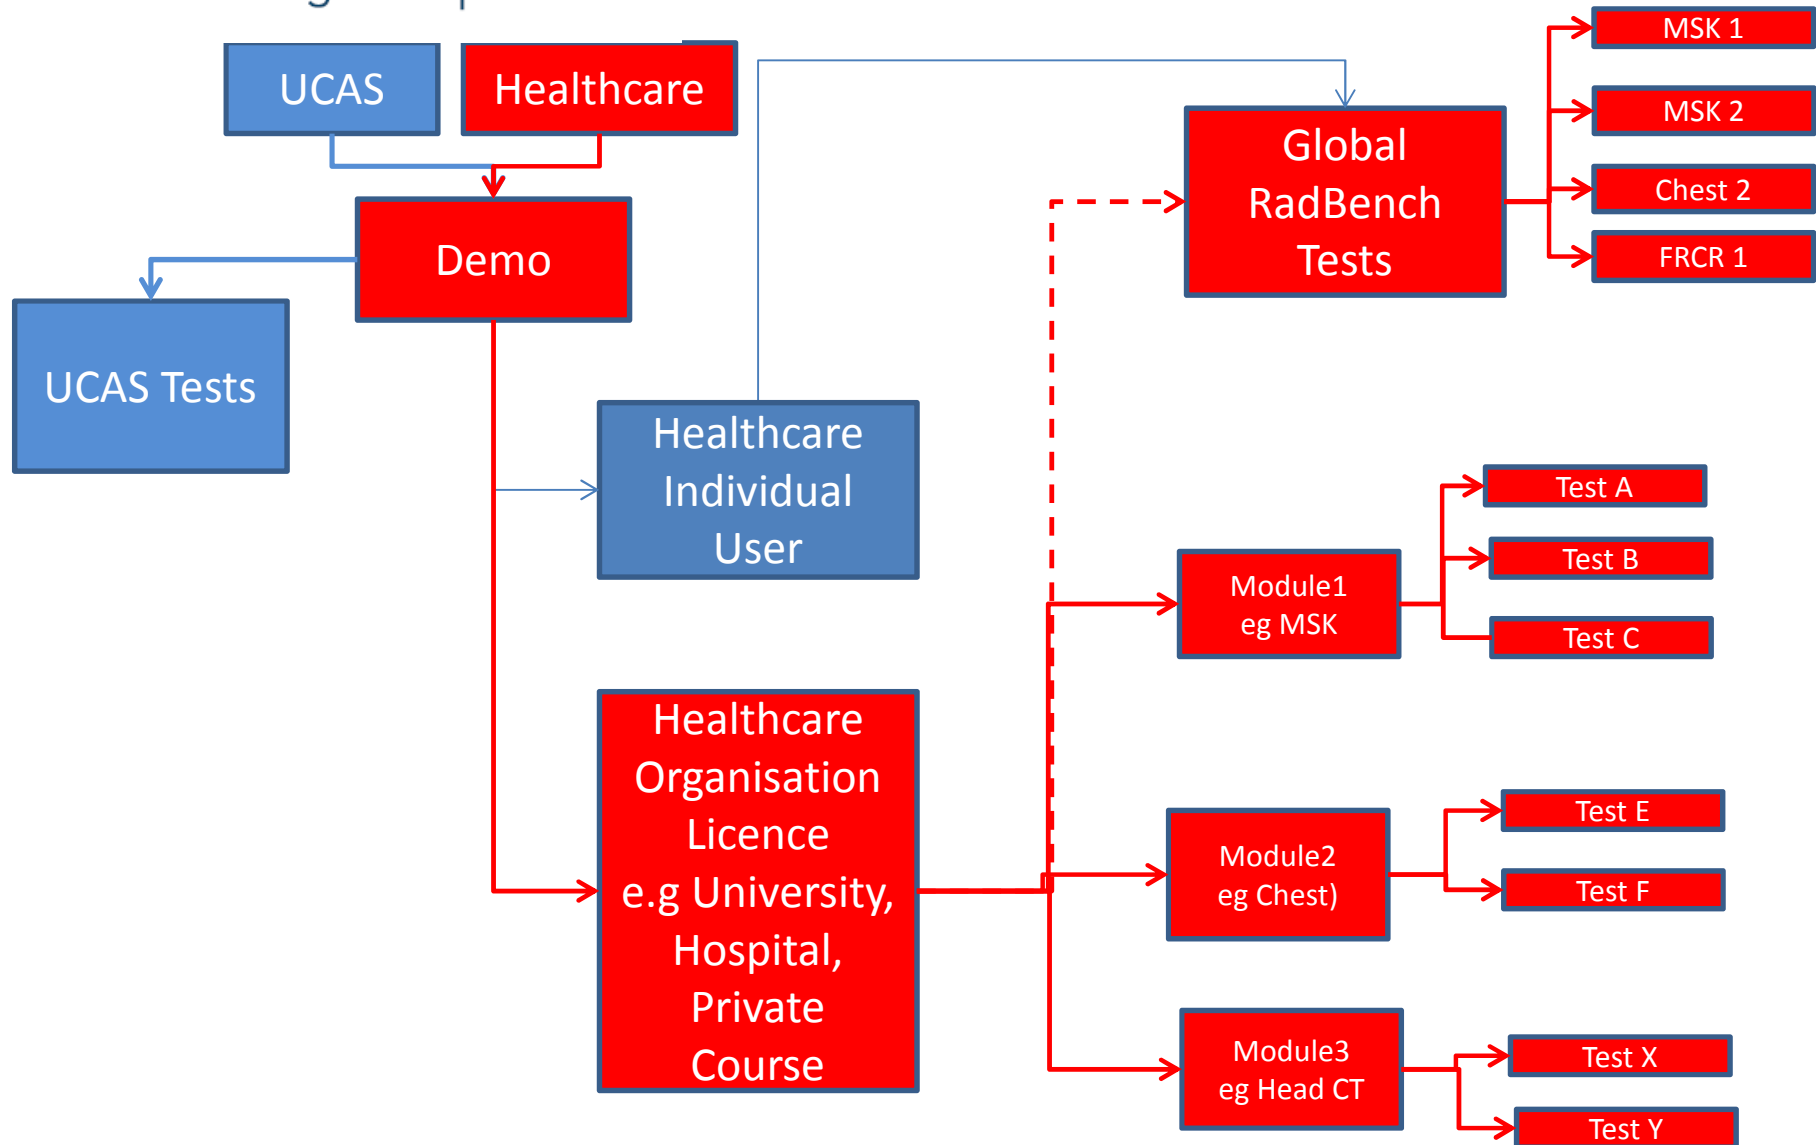 UCAS
Healthcare
Demo
UCAS Tests
Healthcare
Individual
User
Healthcare
Organisation
Licence
e.g University,
Hospital,
Private
Course
Global
RadBench
Tests
MSK 1
MSK 2
Chest 2
FRCR 1
Module1
eg MSK
Test A
Test B
Test C
Module2
eg Chest)
Test E
Test F
Module3
eg Head CT
Test X
Test Y